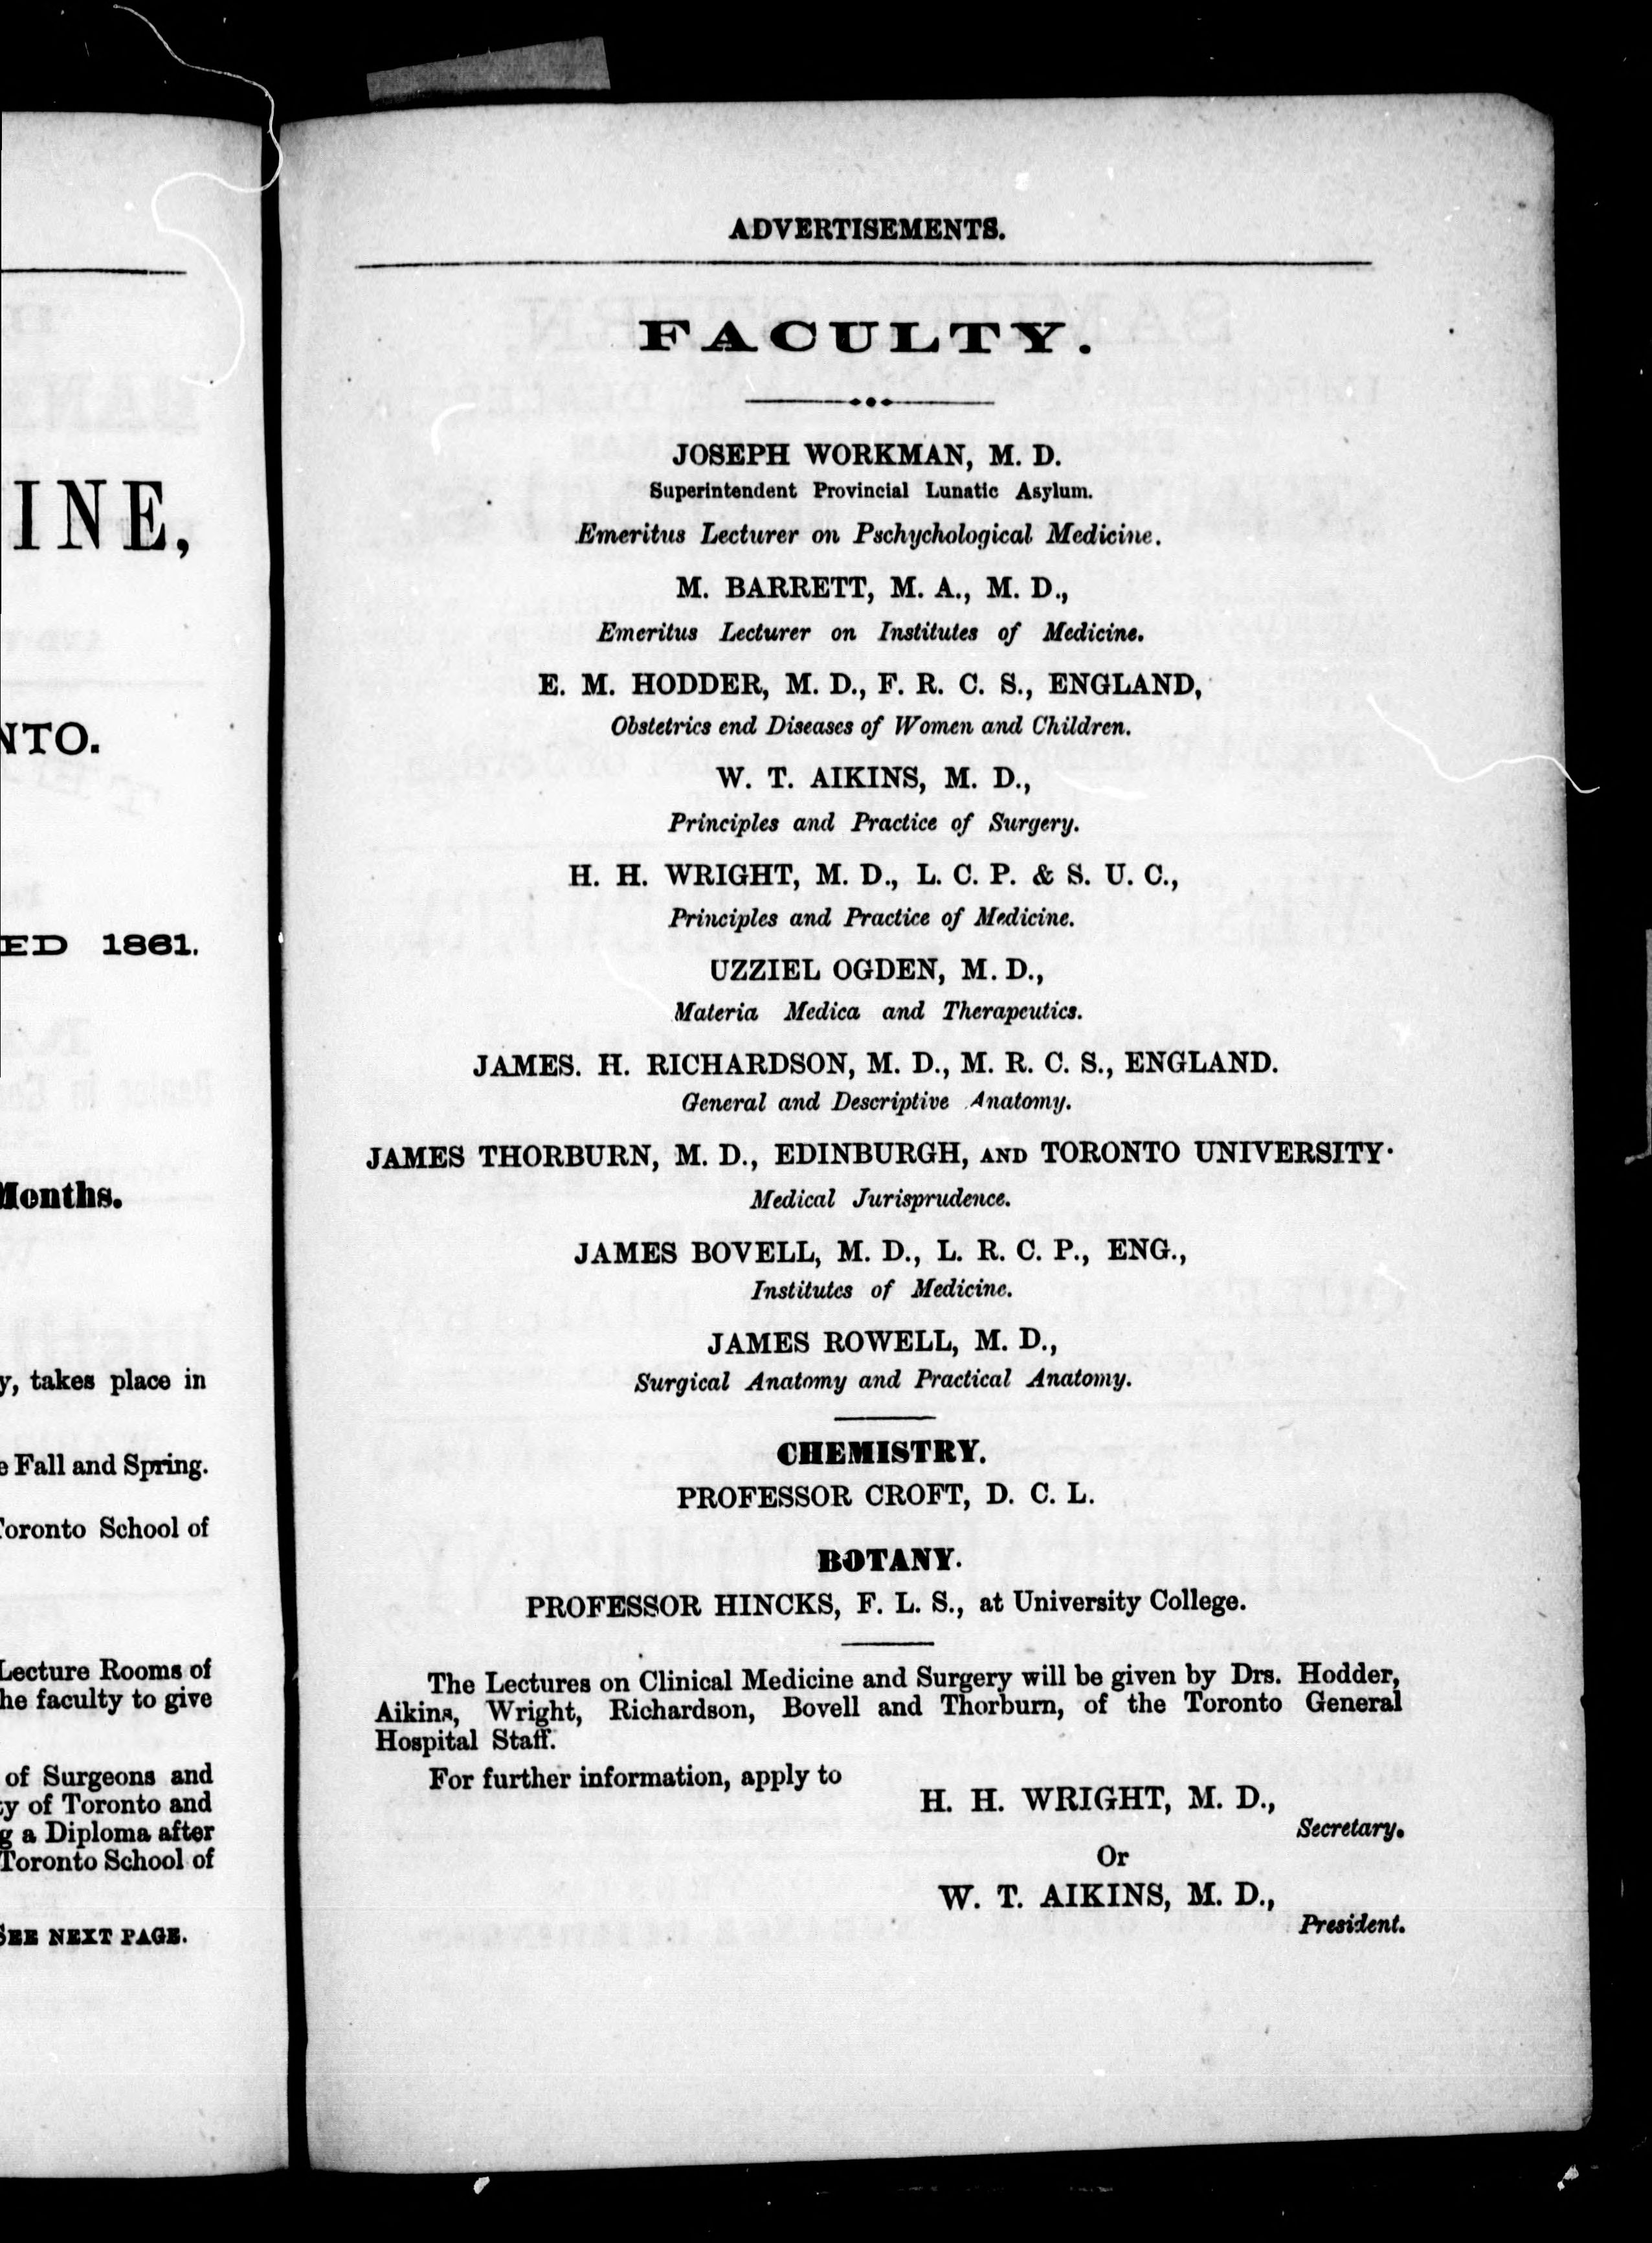 INE,
NTO.
ED 1861.
Months.
y, takes place in
e Fall and Spring.
Toronto School of
Lecture Rooms of
he faculty to give
of Surgeons and
ty of Toronto and
g a Diploma after
Toronto School of
SEE NEXT PAGE.
ADVERTISEMENTS.
FACULTY.
JOSEPH WORKMAN, M. D.
Superintendent Provincial Lunatic Asylum.
Emeritus Lecturer on Pschychological Medicine.
M. BARRETT, M. A., M. D.,
Emeritus Lecturer on Institutes of Medicine.
E. M. HODDER, M. D., F. R. C. S., ENGLAND,
Obstetrics end Diseases of Women and Children.
W. T. AIKINS, M. D.,
Principles and Practice of Surgery.
H. H. WRIGHT, M. D., L. C. P. & S. U. C.,
Principles and Practice of Medicine.
UZZIEL OGDEN, M. D.,
Materia Medica and Therapeutics.
JAMES. H. RICHARDSON, M. D., M. R. C. S., ENGLAND.
General and Descriptive Anatomy.
JAMES THORBURN, M. D., EDINBURGH, AND TORONTO UNIVERSITY·
Medical Jurisprudence.
JAMES BOVELL, M. D., L. R. C. P., ENG.,
Institutes of Medicine.
JAMES ROWELL, M. D.,
Surgical Anatomy and Practical Anatomy.
CHEMISTRY.
PROFESSOR CROFT, D. C. L.
BOTANY.
PROFESSOR HINCKS, F. L. S., at University College.
The Lectures on Clinical Medicine and Surgery will be given by Drs. Hodder,
Aikins, Wright, Richardson, Bovell and Thorburn, of the Toronto General
Hospital Staff.
For further information, apply to
H. H. WRIGHT, M. D.,
Secretary.
Or
W. T. AIKINS, M. D.,
President.